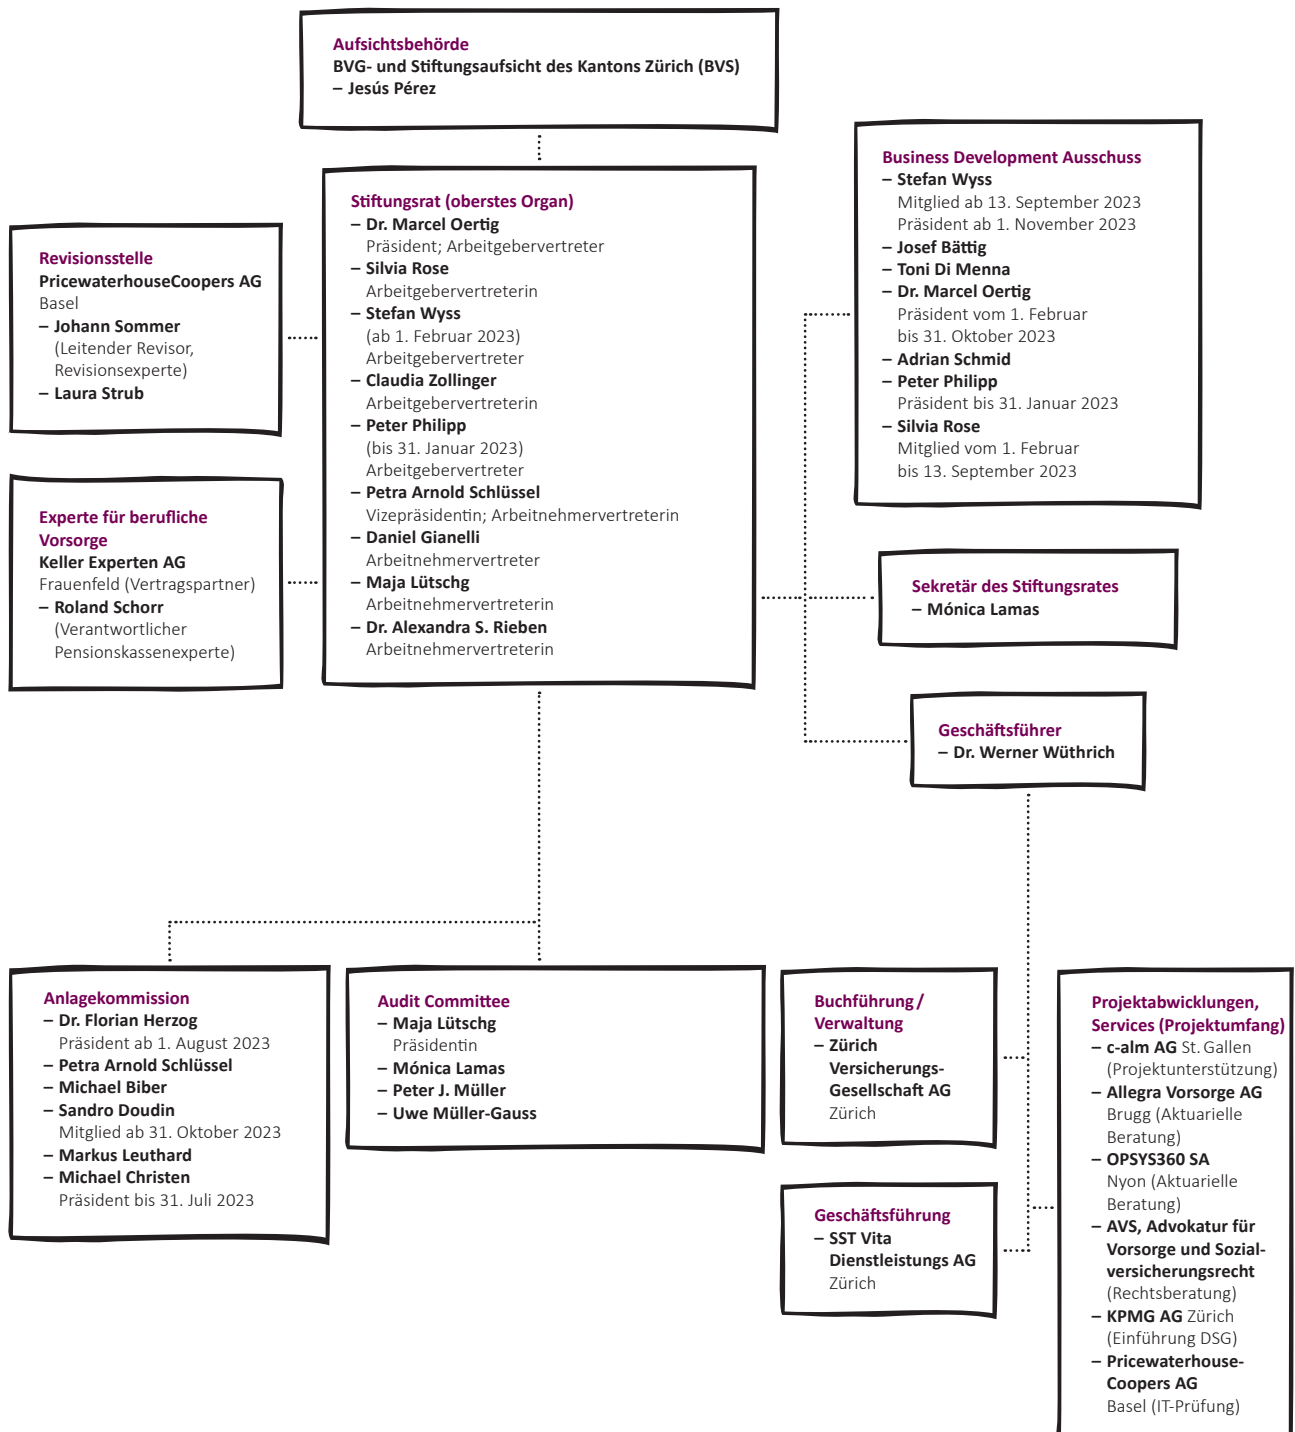 Aufsichtsbehörde
BVG- und Stiftungsaufsicht des Kantons Zürich (BVS)
– Jesús Pérez
Stiftungsrat (oberstes Organ)
– Dr. Marcel Oertig
Präsident; Arbeitgebervertreter
– Silvia Rose
Arbeitgebervertreterin
– Stefan Wyss
(ab 1. Februar 2023)
Arbeitgebervertreter
– Claudia Zollinger
Arbeitgebervertreterin
– Peter Philipp
(bis 31. Januar 2023)
Arbeitgebervertreter
– Petra Arnold Schlüssel
Vizepräsidentin; Arbeitnehmervertreterin
– Daniel Gianelli
Arbeitnehmervertreter
– Maja Lütschg
Arbeitnehmervertreterin
– Dr. Alexandra S. Rieben
Arbeitnehmervertreterin
Revisionsstelle
PricewaterhouseCoopers AG
Basel
– Johann Sommer
(Leitender Revisor,
Revisionsexperte)
– Laura Strub
Experte für berufliche
Vorsorge
Keller Experten AG
Frauenfeld (Vertragspartner)
– Roland Schorr
(Verantwortlicher
Pensionskassenexperte)
Business Development Ausschuss
– Stefan Wyss
Mitglied ab 13. September 2023
Präsident ab 1. November 2023
– Josef Bättig
– Toni Di Menna
– Dr. Marcel Oertig
Präsident vom 1. Februar
bis 31. Oktober 2023
– Adrian Schmid
– Peter Philipp
Präsident bis 31. Januar 2023
– Silvia Rose
Mitglied vom 1. Februar
bis 13. September 2023
Sekretär des Stiftungsrates
– Mónica Lamas
Geschäftsführer
– Dr. Werner Wüthrich
Anlagekommission
– Dr. Florian Herzog
Präsident ab 1. August 2023
– Petra Arnold Schlüssel
– Michael Biber
– Sandro Doudin
Mitglied ab 31. Oktober 2023
– Markus Leuthard
– Michael Christen
Präsident bis 31. Juli 2023
Audit Committee
– Maja Lütschg
Präsidentin
– Mónica Lamas
– Peter J. Müller
– Uwe Müller-Gauss
Buchführung /
Verwaltung
– Zürich
Versicherungs-
Gesellschaft AG
Zürich
Geschäftsführung
– SST Vita
Dienstleistungs AG
Zürich
Projektabwicklungen,
Services (Projektumfang)
– c-alm AG St. Gallen
(Projektunterstützung)
– Allegra Vorsorge AG
Brugg (Aktuarielle
Beratung)
– OPSYS360 SA
Nyon (Aktuarielle
Beratung)
– AVS, Advokatur für
Vorsorge und Sozial-
versicherungsrecht
(Rechtsberatung)
– KPMG AG Zürich
(Einführung DSG)
– Pricewaterhouse-
Coopers AG
Basel (IT-Prüfung)